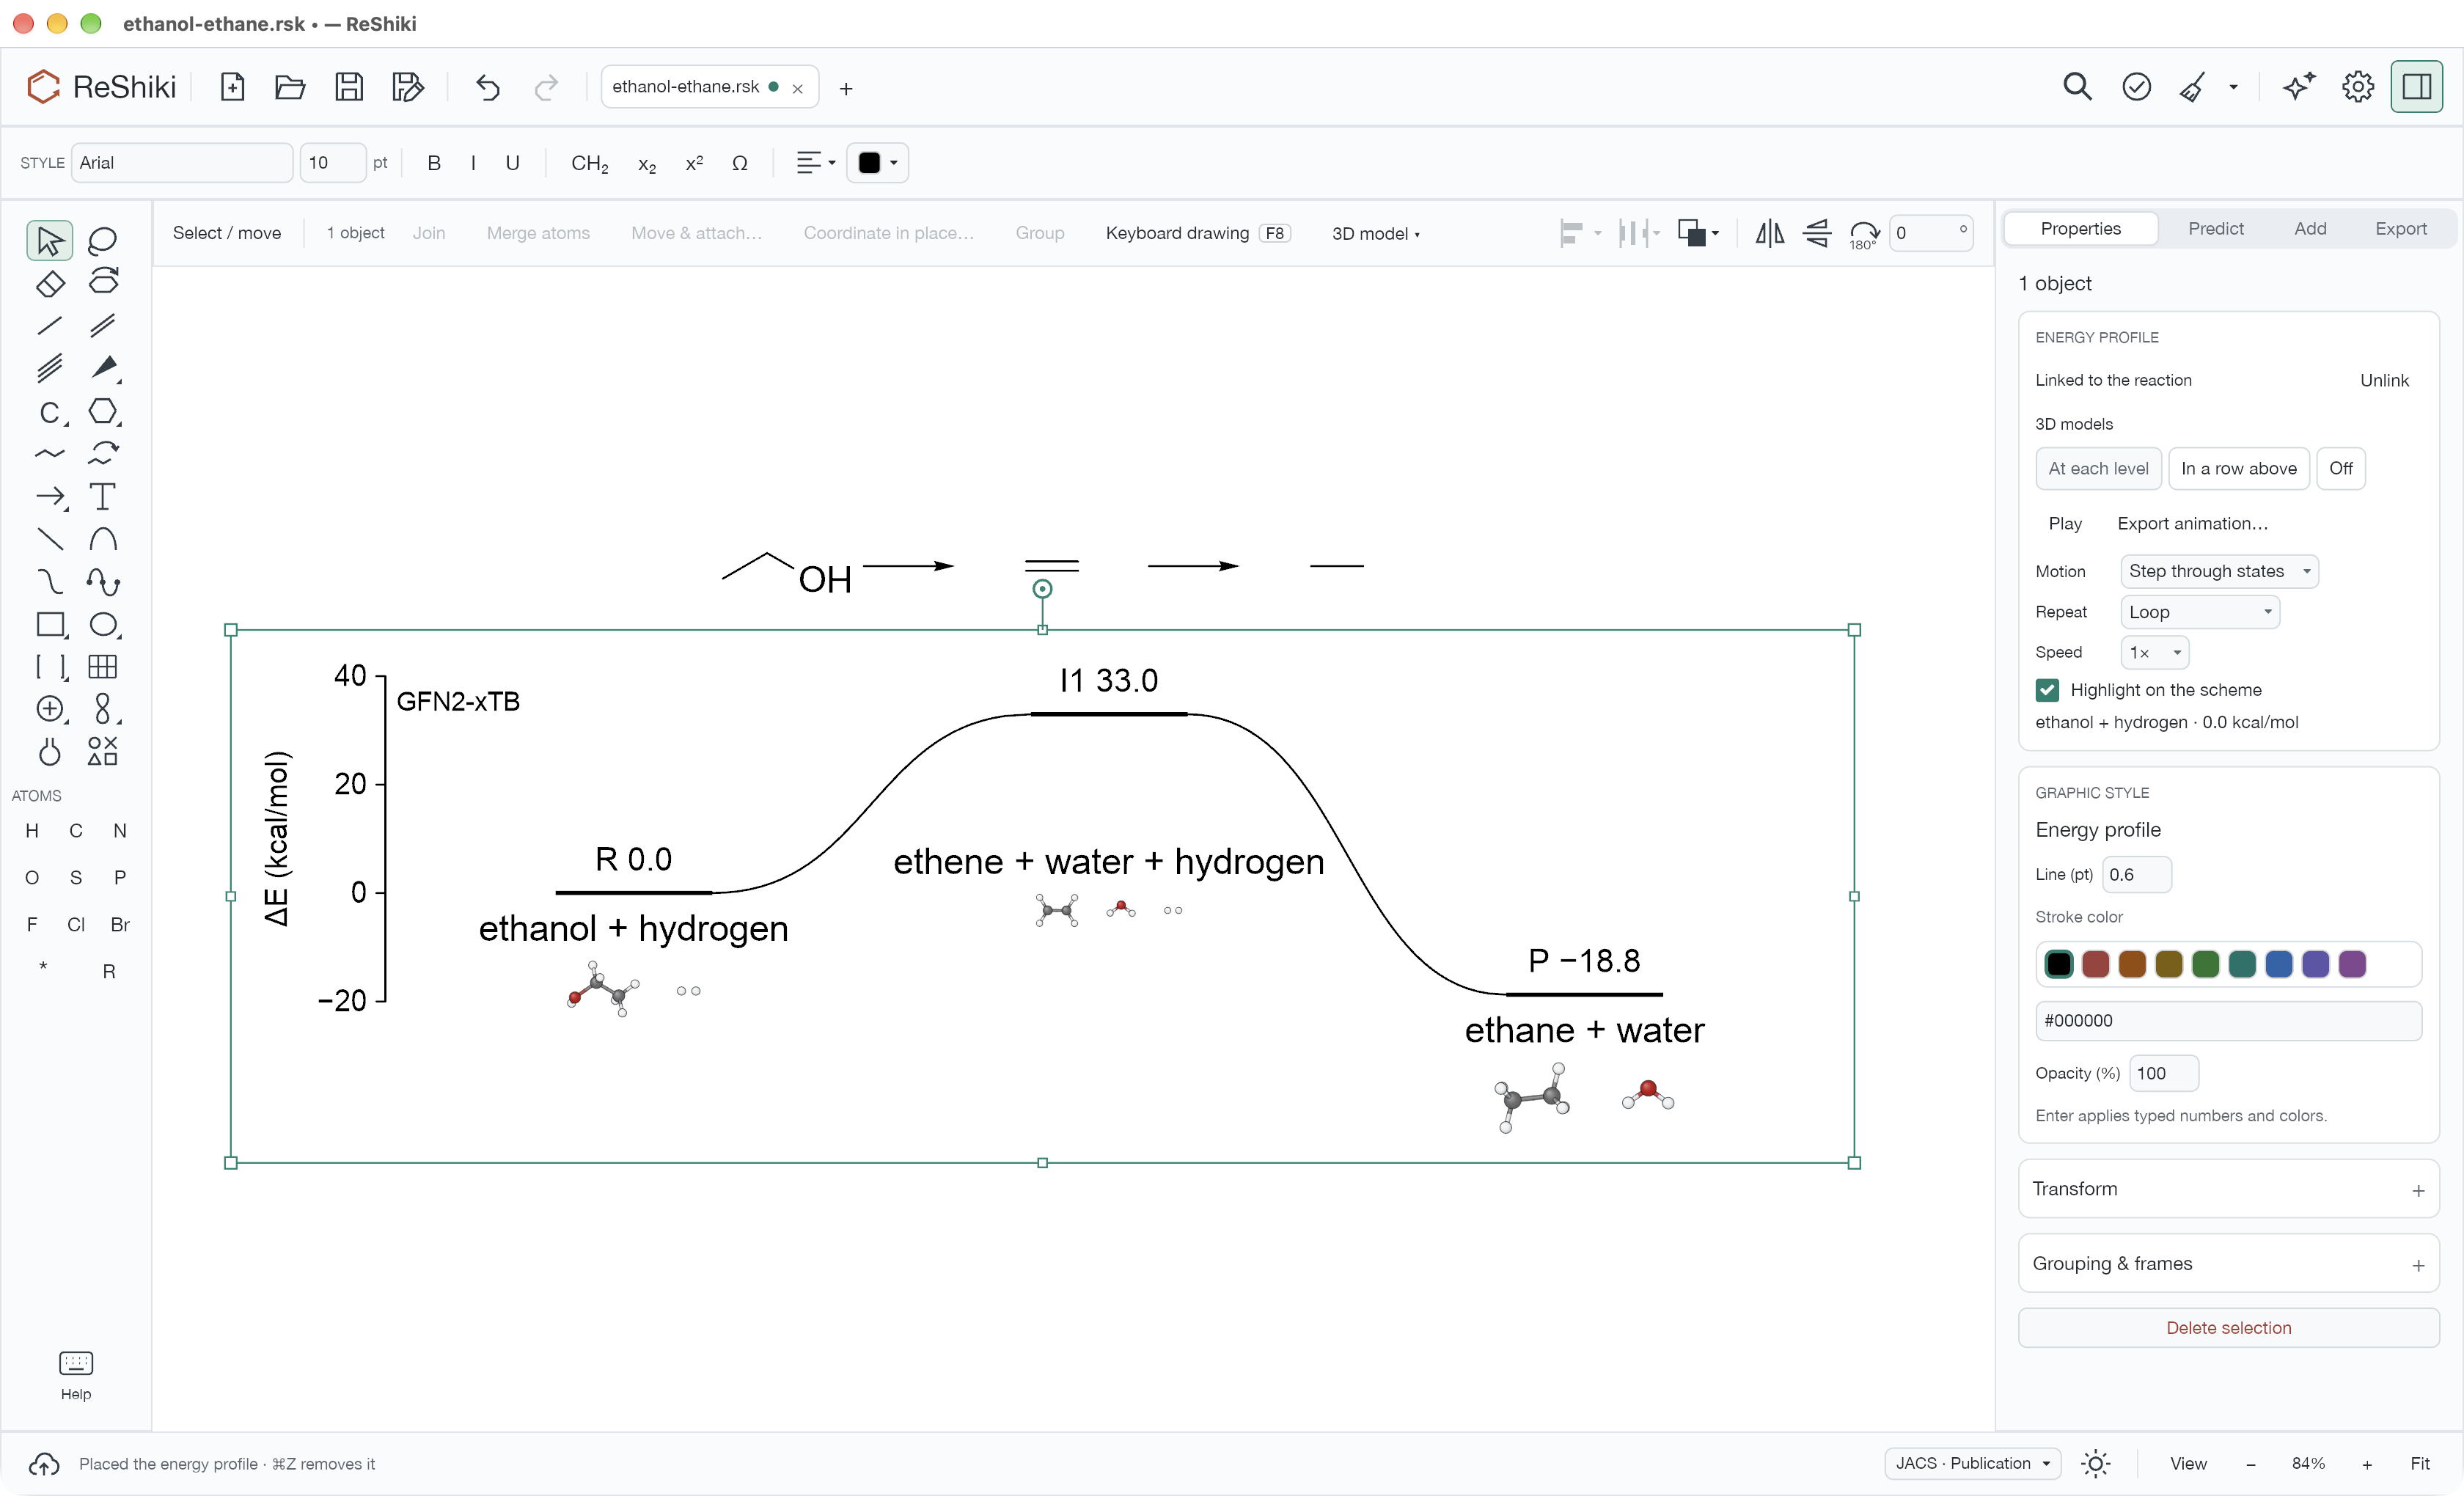 ethanol-ethane.rsk • — ReShiki
ReShiki
ethanol-ethane.rsk
STYLE Arial 10 pt B I U CH₂ x₂ x² Ω
Select / move 1 object Join Merge atoms Move & attach... Coordinate in place... Group Keyboard drawing F8 3D model 180° 0 °
Properties Predict Add Export
1 object
ENERGY PROFILE
Linked to the reaction Unlink
3D models
At each level In a row above Off
Play Export animation...
Motion Step through states
Repeat Loop
Speed 1×
Highlight on the scheme
ethanol + hydrogen · 0.0 kcal/mol
GRAPHIC STYLE
Energy profile
Line (pt) 0.6
Stroke color
#000000
Opacity (%) 100
Enter applies typed numbers and colors.
Transform +
Grouping & frames +
Delete selection
C
T
ATOMS
H C N
O S P
F Cl Br
* R
Help
OH
40
20
0
−20
ΔE (kcal/mol)
GFN2-xTB
R 0.0
ethanol + hydrogen
I1 33.0
ethene + water + hydrogen
P −18.8
ethane + water
Placed the energy profile · ⌘Z removes it
JACS · Publication View − 84% + Fit